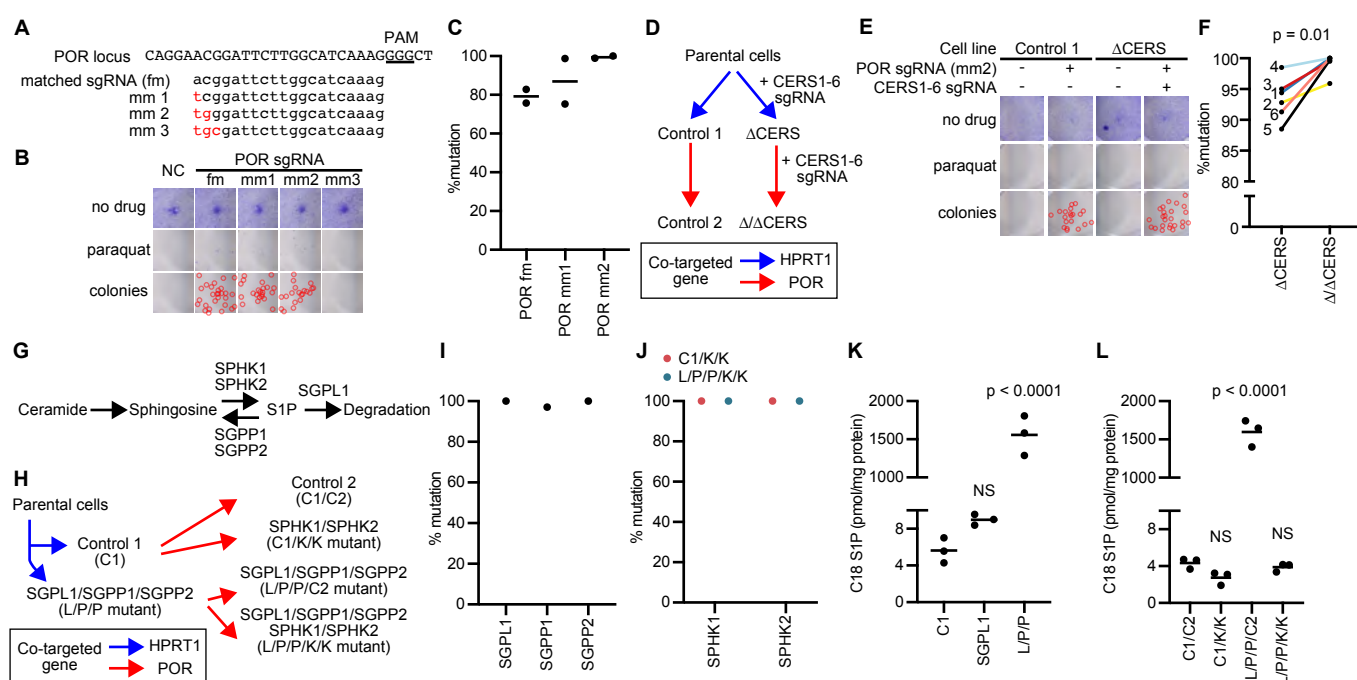 A
PAM
POR locus CAGGAACGGATTCTTGGCATCAAAGGGGCT
matched sgRNA (fm) acggattcttggcatcaaag
mm 1 tcggattcttggcatcaaag
mm 2 tgggattcttggcatcaaag
mm 3 tgcgattcttggcatcaaag
B
POR sgRNA
NC fm mm1 mm2 mm3
no drug
paraquat
colonies
C
%mutation
100
80
60
40
20
0
POR fm
POR mm1
POR mm2
D
Parental cells
+ CERS1-6
sgRNA
Control 1 ΔCERS
+ CERS1-6
sgRNA
Control 2 Δ/ΔCERS
Co-targeted
gene
HPRT1
POR
E
Cell line Control 1 ΔCERS
POR sgRNA (mm2) - + - +
CERS1-6 sgRNA - - - +
no drug
paraquat
colonies
F
p = 0.01
%mutation
100
95
90
85
80
0
4
3
1
2
6
5
ΔCERS
Δ/ΔCERS
G
SPHK1
SPHK2
SGPL1
Ceramide Sphingosine S1P Degradation
SGPP1
SGPP2
H
Parental cells
Control 1
(C1)
SGPL1/SGPP1/SGPP2
(L/P/P mutant)
Control 2
(C1/C2)
SPHK1/SPHK2
(C1/K/K mutant)
SGPL1/SGPP1/SGPP2
(L/P/P/C2 mutant)
SGPL1/SGPP1/SGPP2
SPHK1/SPHK2
(L/P/P/K/K mutant)
Co-targeted
gene
HPRT1
POR
I
% mutation
100
80
60
40
20
0
SGPL1
SGPP1
SGPP2
J
C1/K/K
L/P/P/K/K
% mutation
100
80
60
40
20
0
SPHK1
SPHK2
K
p < 0.0001
C18 S1P (pmol/mg protein)
2000
1500
1000
8
4
0
NS
C1
SGPL1
L/P/P
L
p < 0.0001
C18 S1P (pmol/mg protein)
2000
1500
1000
8
4
0
NS
NS
C1/C2
C1/K/K
L/P/P/C2
L/P/P/K/K